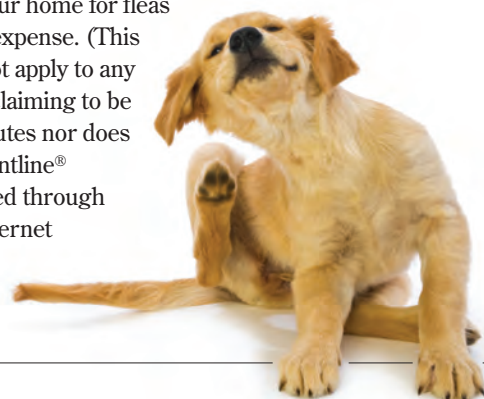 ur home for fleas
expense. (This
ot apply to any
laiming to be
utes nor does
ntline®
ed through
ernet